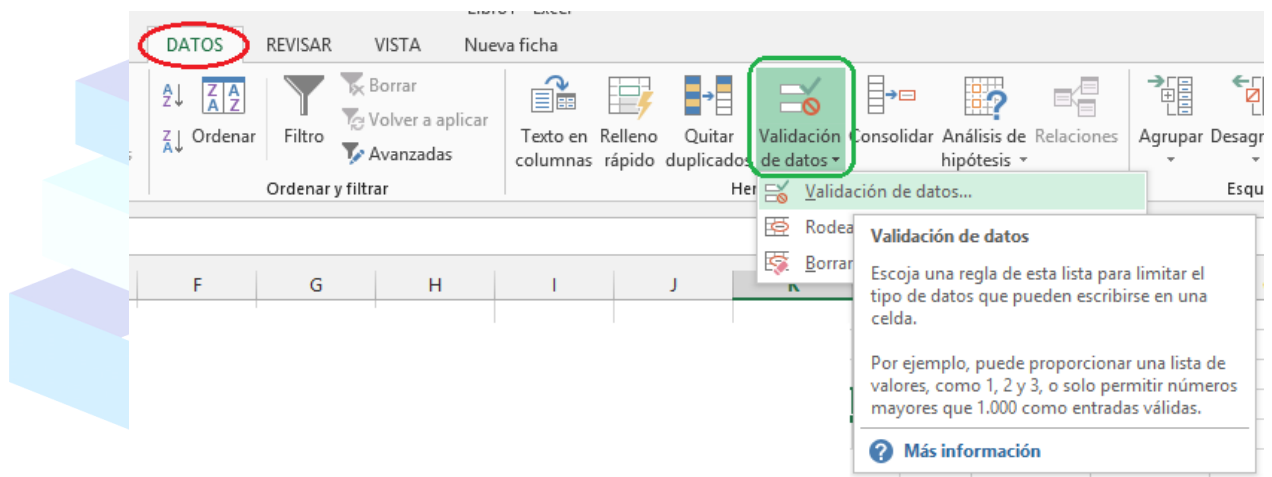 DATOS REVISAR VISTA Nueva ficha
Ordenar
Filtro
Borrar
Volver a aplicar
Avanzadas
Ordenar y filtrar
Texto en columnas
Relleno rápido
Quitar duplicados
Validación de datos
Consolidar
Análisis de hipótesis
Relaciones
Agrupar
Validación de datos...
Validación de datos
Escoja una regla de esta lista para limitar el
tipo de datos que pueden escribirse en una
celda.
Por ejemplo, puede proporcionar una lista de
valores, como 1, 2 y 3, o solo permitir números
mayores que 1.000 como entradas válidas.
Más información
F G H I J K